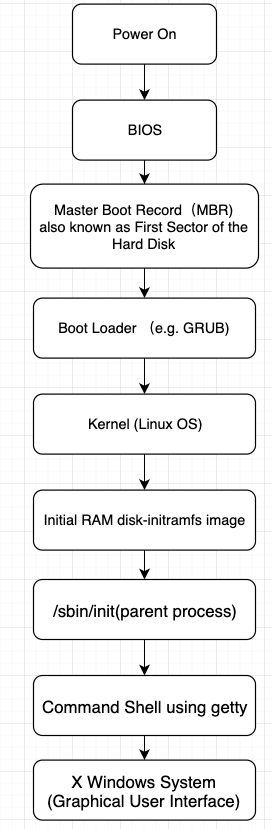 Power On
BIOS
Master Boot Record（MBR)
also known as First Sector of the
Hard Disk
Boot Loader （e.g. GRUB)
Kernel (Linux OS)
Initial RAM disk-initramfs image
/sbin/init(parent process)
Command Shell using getty
X Windows System
(Graphical User Interface)